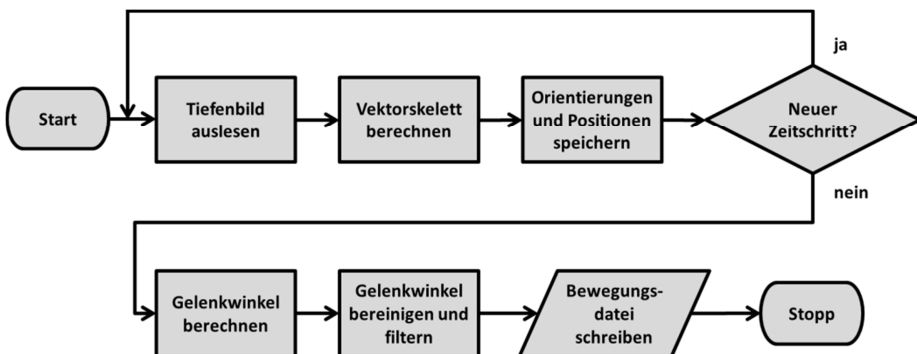 ja
Start
Tiefenbild
auslesen
Vektorskelett
berechnen
Orientierungen
und Positionen
speichern
Neuer
Zeitschritt?
nein
Gelenkwinkel
berechnen
Gelenkwinkel
bereinigen und
filtern
Bewegungs-
datei
schreiben
Stopp